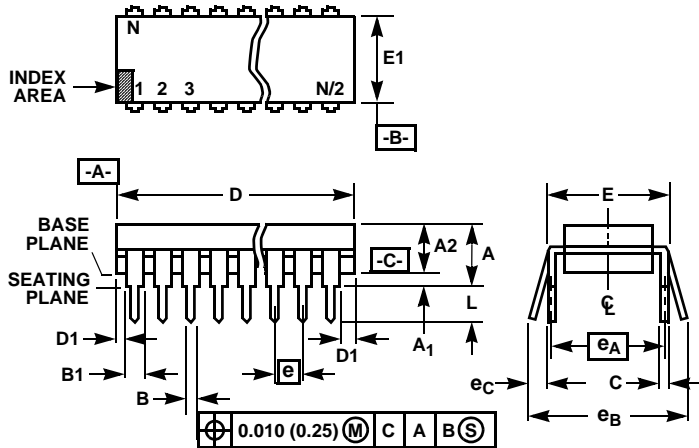 N
E1
INDEX
AREA
1 2 3 N/2
-B-
-A-
D
E
BASE
PLANE
A2
A
-C-
SEATING
PLANE
L
℄
D1
A1
D1
eA
B1
e
eC
C
B
eB
⌖ 0.010 (0.25) Ⓜ C A B Ⓢ